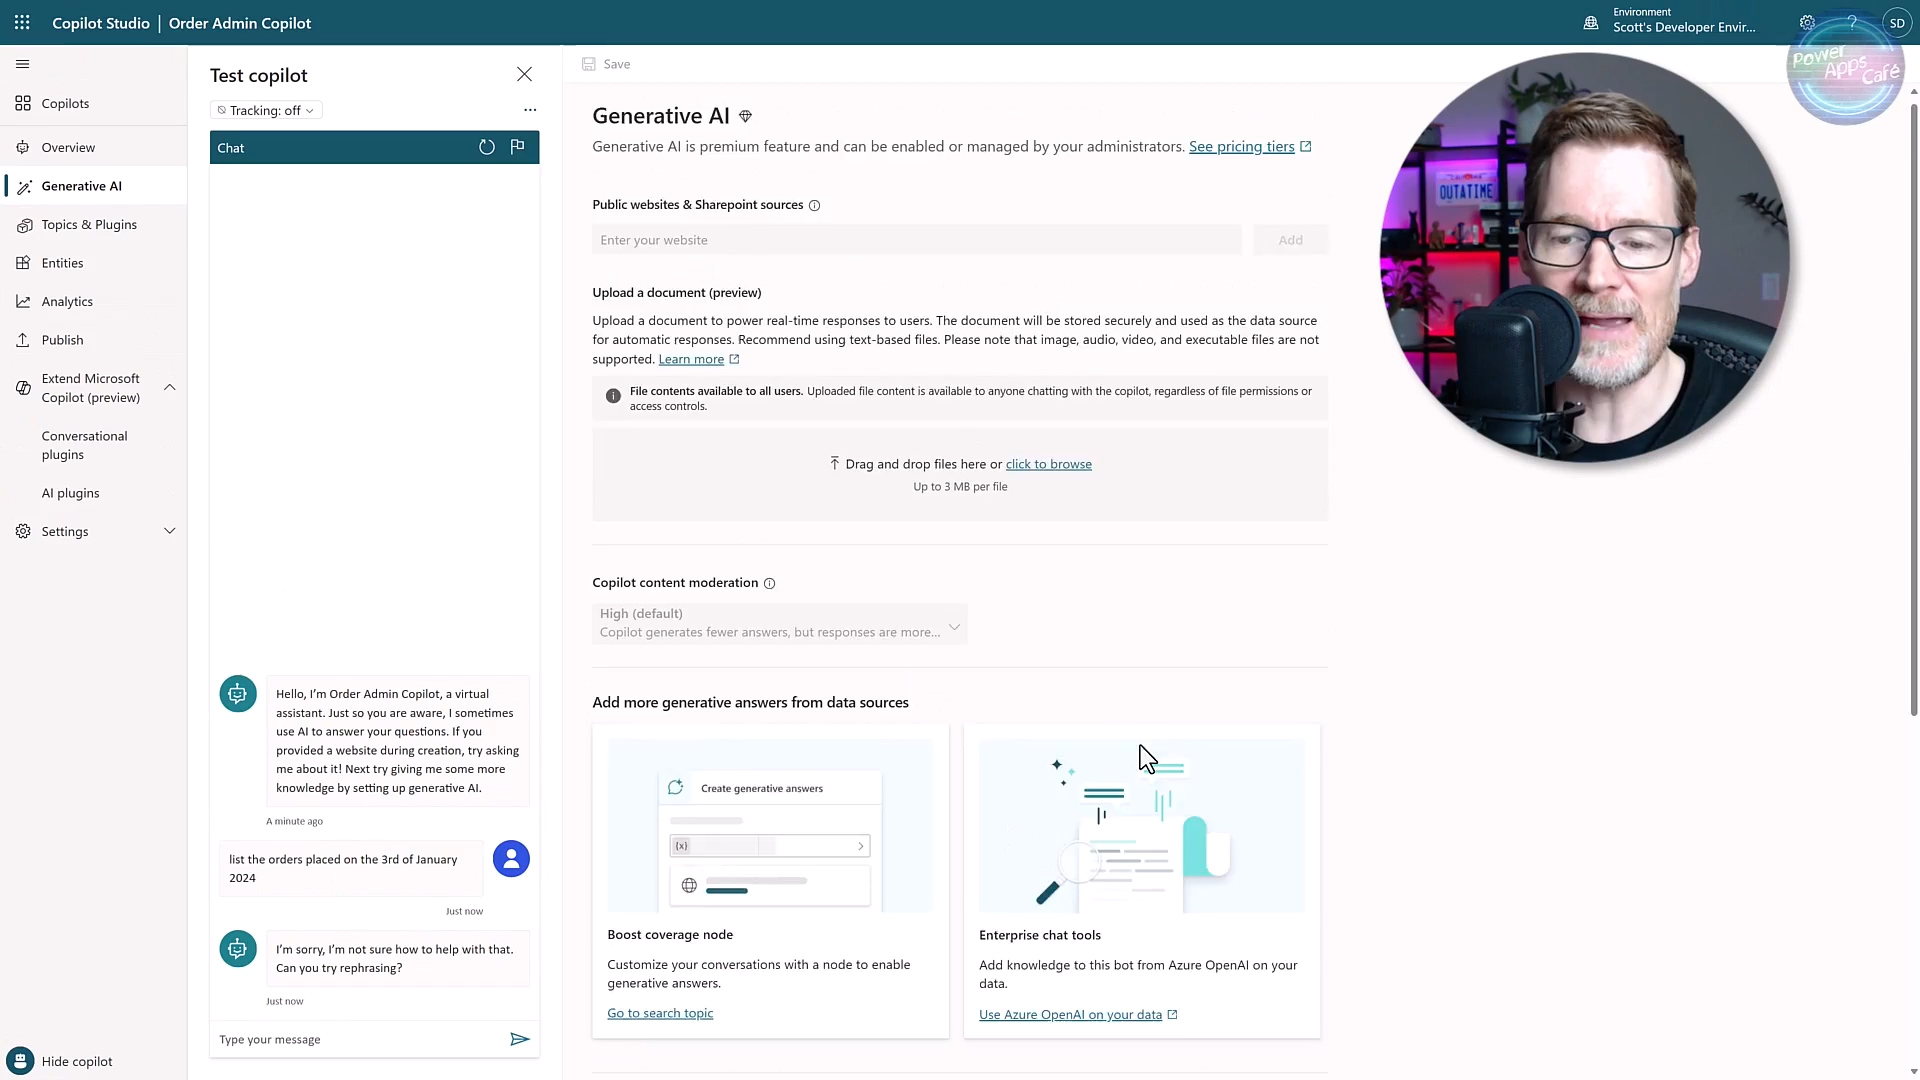 Copilot Studio | Order Admin Copilot
Environment
Scott's Developer Envir...
?
SD
Power
Apps
Café
Copilots
Overview
Generative AI
Topics & Plugins
Entities
Analytics
Publish
Extend Microsoft
Copilot (preview)
Conversational
plugins
AI plugins
Settings
Hide copilot
Test copilot
Tracking: off
...
Chat
Hello, I'm Order Admin Copilot, a virtual
assistant. Just so you are aware, I sometimes
use AI to answer your questions. If you
provided a website during creation, try asking
me about it! Next try giving me some more
knowledge by setting up generative AI.
A minute ago
list the orders placed on the 3rd of January
2024
Just now
I'm sorry, I'm not sure how to help with that.
Can you try rephrasing?
Just now
Type your message
Save
Generative AI
Generative AI is premium feature and can be enabled or managed by your administrators. See pricing tiers
Public websites & Sharepoint sources
Enter your website
Add
Upload a document (preview)
Upload a document to power real-time responses to users. The document will be stored securely and used as the data source
for automatic responses. Recommend using text-based files. Please note that image, audio, video, and executable files are not
supported. Learn more
File contents available to all users. Uploaded file content is available to anyone chatting with the copilot, regardless of file permissions or
access controls.
Drag and drop files here or click to browse
Up to 3 MB per file
Copilot content moderation
High (default)
Copilot generates fewer answers, but responses are more...
Add more generative answers from data sources
Create generative answers
{x}
Boost coverage node
Customize your conversations with a node to enable
generative answers.
Go to search topic
Enterprise chat tools
Add knowledge to this bot from Azure OpenAI on your
data.
Use Azure OpenAI on your data
OUTATIME